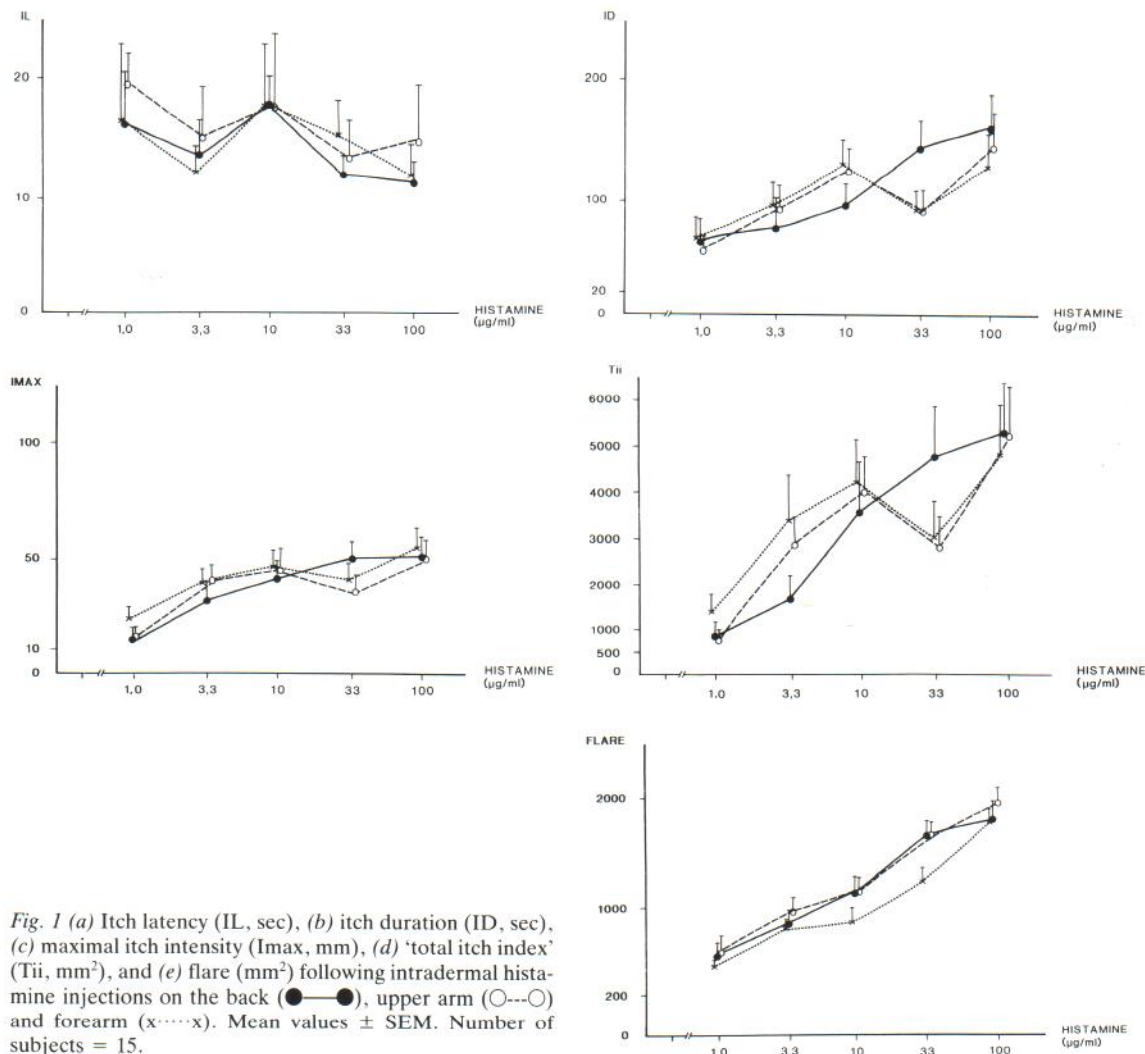 IL
20
10
0
1,0 3,3 10 33 100
HISTAMINE
(µg/ml)
ID
200
100
20
0
1,0 3,3 10 33 100
HISTAMINE
(µg/ml)
IMAX
100
50
10
0
1,0 3,3 10 33 100
HISTAMINE
(µg/ml)
Tii
6000
5000
4000
3000
2000
1000
500
0
1,0 3,3 10 33 100
HISTAMINE
(µg/ml)
FLARE
2000
1000
200
0
1,0 3,3 10 33 100
HISTAMINE
(µg/ml)
Fig. 1 (a) Itch latency (IL, sec), (b) itch duration (ID, sec),
(c) maximal itch intensity (Imax, mm), (d) ‘total itch index’
(Tii, mm²), and (e) flare (mm²) following intradermal hista-
mine injections on the back (●—●), upper arm (○---○)
and forearm (x·····x). Mean values ± SEM. Number of
subjects = 15.